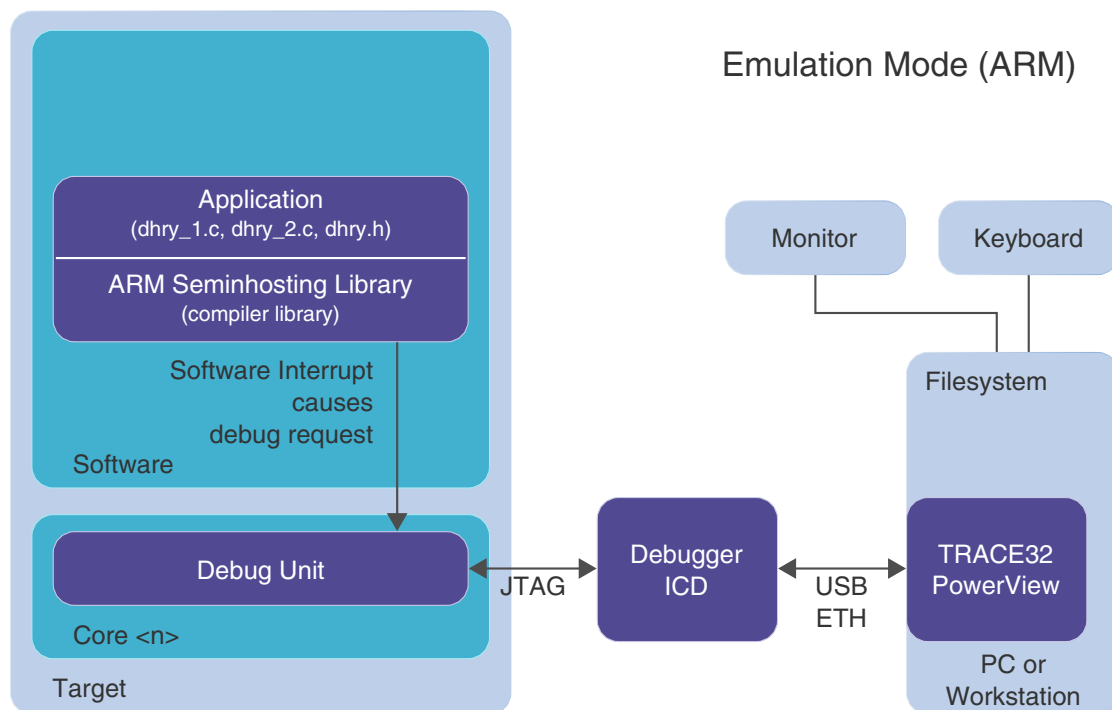 Emulation Mode (ARM)
Application
(dhry_1.c, dhry_2.c, dhry.h)
ARM Seminhosting Library
(compiler library)
Software Interrupt
causes
debug request
Software
Debug Unit
Core <n>
Target
JTAG
Debugger
ICD
USB
ETH
Monitor
Keyboard
Filesystem
TRACE32
PowerView
PC or
Workstation